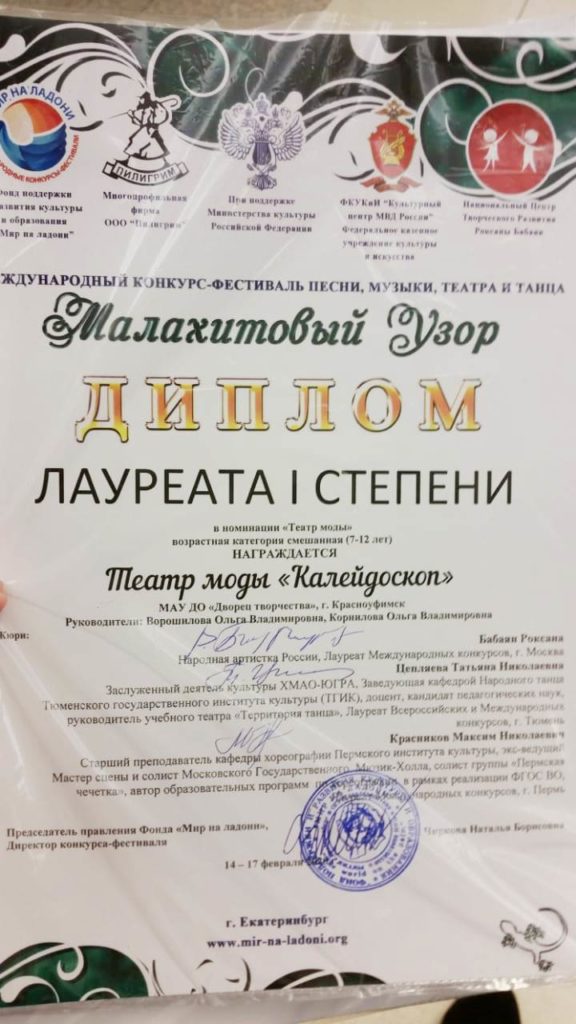 МИР НА ЛАДОНИ
ПИЛИГРИМ
Фонд поддержки
развития культуры
и образования
"Мир на ладони"
Многопрофильная
фирма
ООО "Пилигрим"
При поддержке
Министерства культуры
Российской Федерации
ФКУКиИ "Культурный
центр МВД России"
Федеральное казенное
учреждение культуры
и искусства
Национальный Центр
Творческого Развития
Роксаны Бабаян
МЕЖДУНАРОДНЫЙ КОНКУРС-ФЕСТИВАЛЬ ПЕСНИ, МУЗЫКИ, ТЕАТРА И ТАНЦА
Малахитовый Узор
ДИПЛОМ
ЛАУРЕАТА I СТЕПЕНИ
в номинации «Театр моды»
возрастная категория смешанная (7-12 лет)
НАГРАЖДАЕТСЯ
Театр моды «Калейдоскоп»
МАУ ДО «Дворец творчества», г. Красноуфимск
Руководители: Ворошилова Ольга Владимировна, Корнилова Ольга Владимировна
Жюри:
Бабаян Роксана
Народная артистка России, Лауреат Международных конкурсов, г. Москва
Цепляева Татьяна Николаевна
Заслуженный деятель культуры ХМАО-ЮГРА, Заведующая кафедрой Народного танца
Тюменского государственного института культуры (ТГИК), доцент, кандидат педагогических наук,
руководитель учебного театра «Территория танца», Лауреат Всероссийских и Международных
конкурсов, г. Тюмень
Красников Максим Николаевич
Старший преподаватель кафедры хореографии Пермского института культуры, экс-ведущий
Мастер сцены и солист Московского Государственного Мюзик-Холла, солист группы «Пермская
чечетка», автор образовательных программ в рамках реализации ФГОС ВО,
конкурсов, г. Пермь
Председатель правления Фонда «Мир на ладони»,
Директор конкурса-фестиваля
Чиркова Наталья Борисовна
14 – 17 февраля
г. Екатеринбург
www.mir-na-ladoni.org